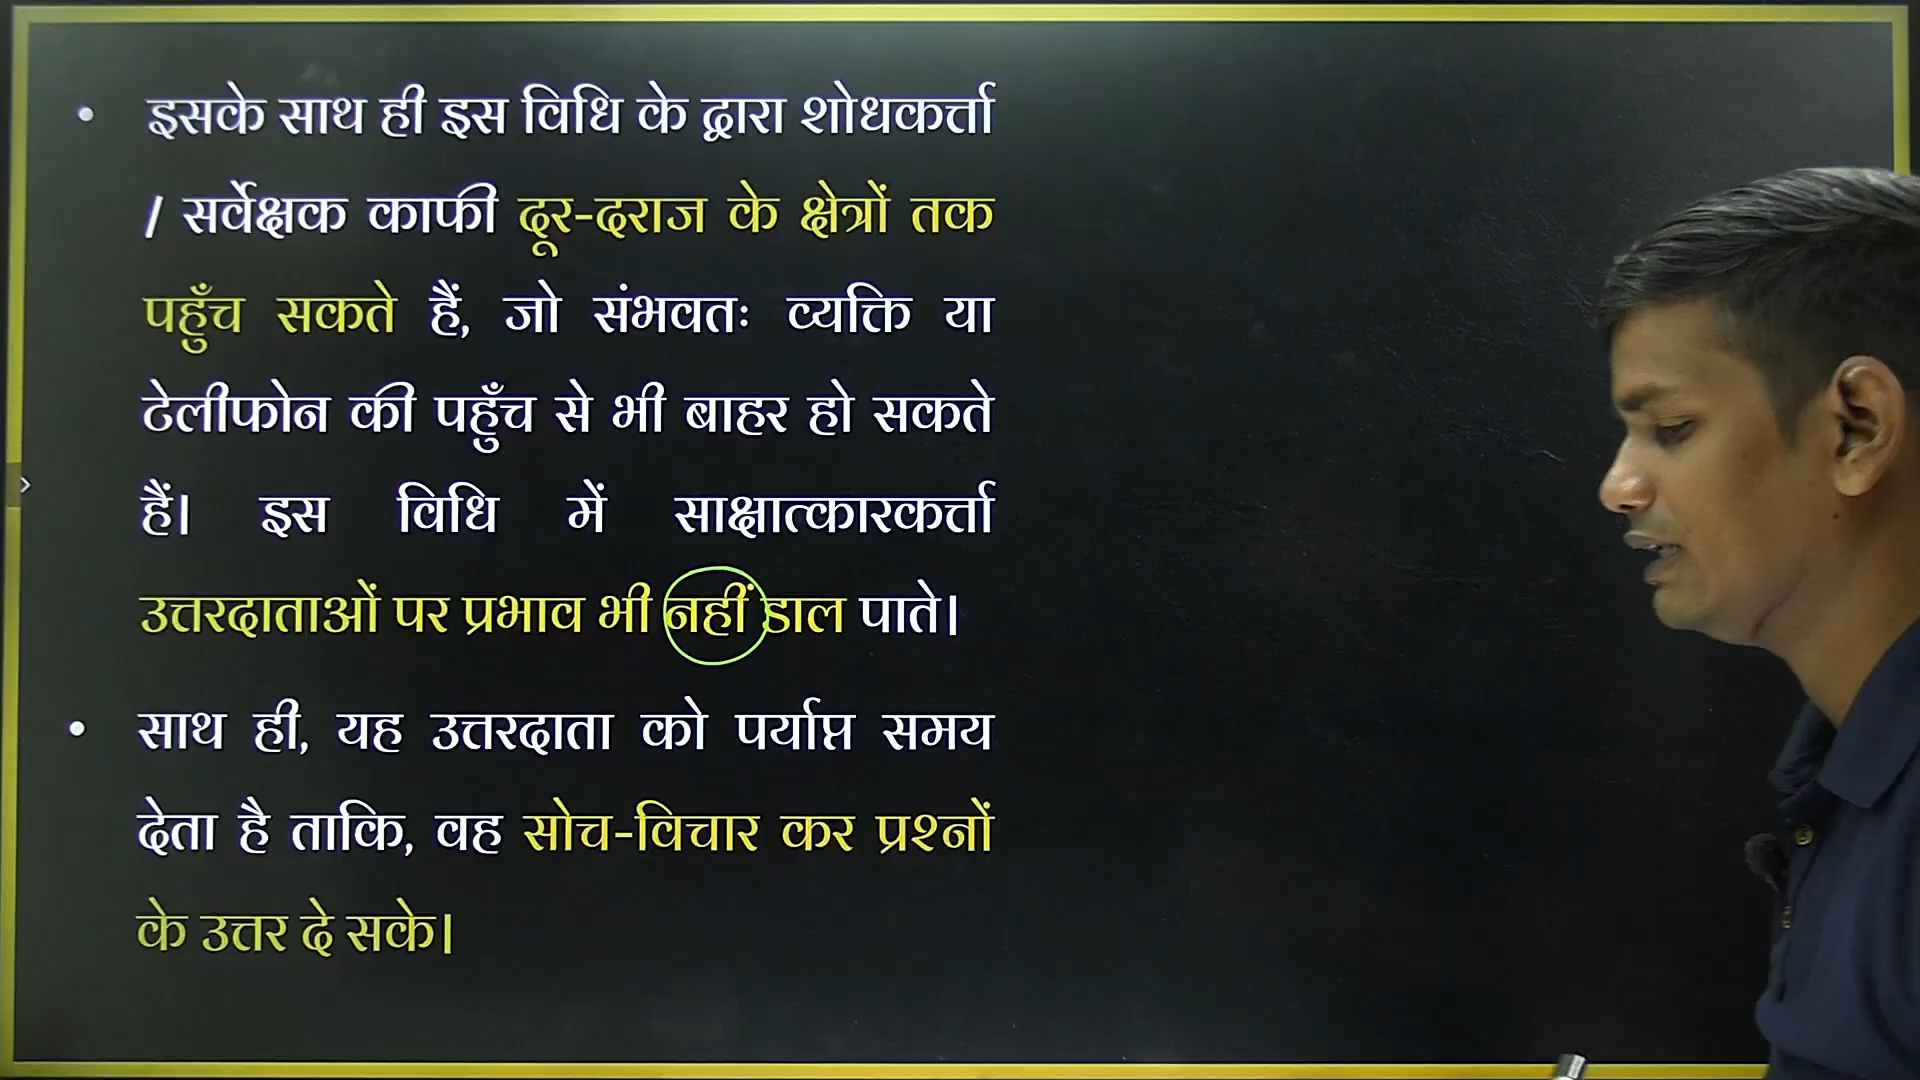 • इसके साथ ही इस विधि के द्वारा शोधकर्त्ता
/ सर्वेक्षक काफी दूर-दराज के क्षेत्रों तक
पहुँच सकते हैं, जो संभवतः व्यक्ति या
टेलीफोन की पहुँच से भी बाहर हो सकते
हैं। इस विधि में साक्षात्कारकर्त्ता
उत्तरदाताओं पर प्रभाव भी नहीं डाल पाते।
• साथ ही, यह उत्तरदाता को पर्याप्त समय
देता है ताकि, वह सोच-विचार कर प्रश्नों
के उत्तर दे सके।